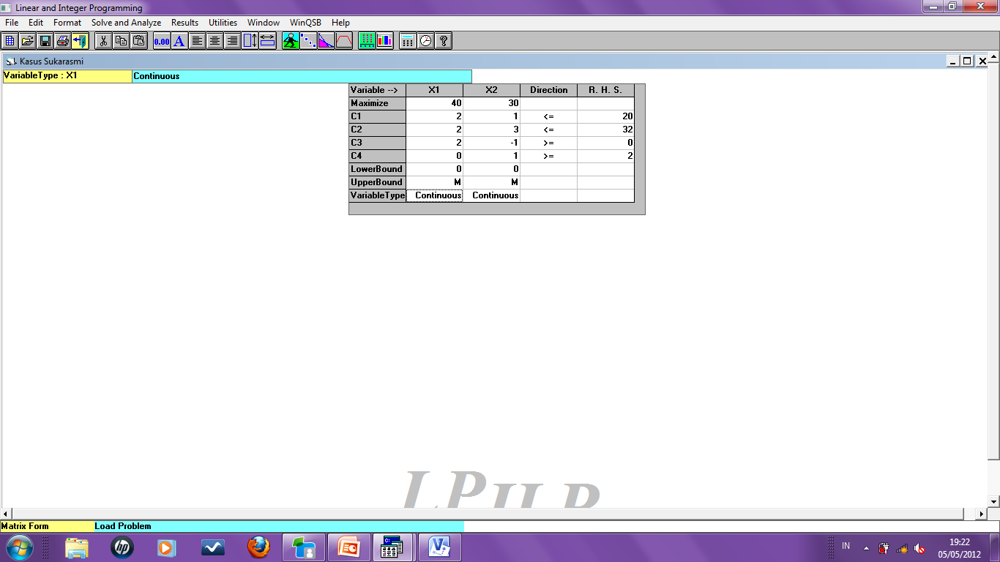 Linear and Integer Programming
File Edit Format Solve and Analyze Results Utilities Window WinQSB Help
0.00 A ?
Kasus Sukarasmi
VariableType : X1 Continuous
Variable --> X1 X2 Direction R. H. S.
Maximize 40 30
C1 2 1 <= 20
C2 2 3 <= 32
C3 2 -1 >= 0
C4 0 1 >= 2
LowerBound 0 0
UpperBound M M
VariableType Continuous Continuous
LP ILP
Matrix Form Load Problem
IN 19:22
05/05/2012